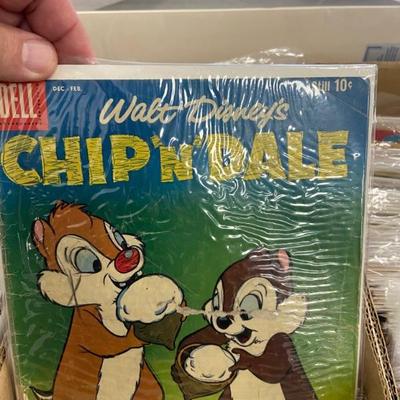 DELL
DEC.-FEB.
10¢
Walt Disney's
CHIP 'N' DALE